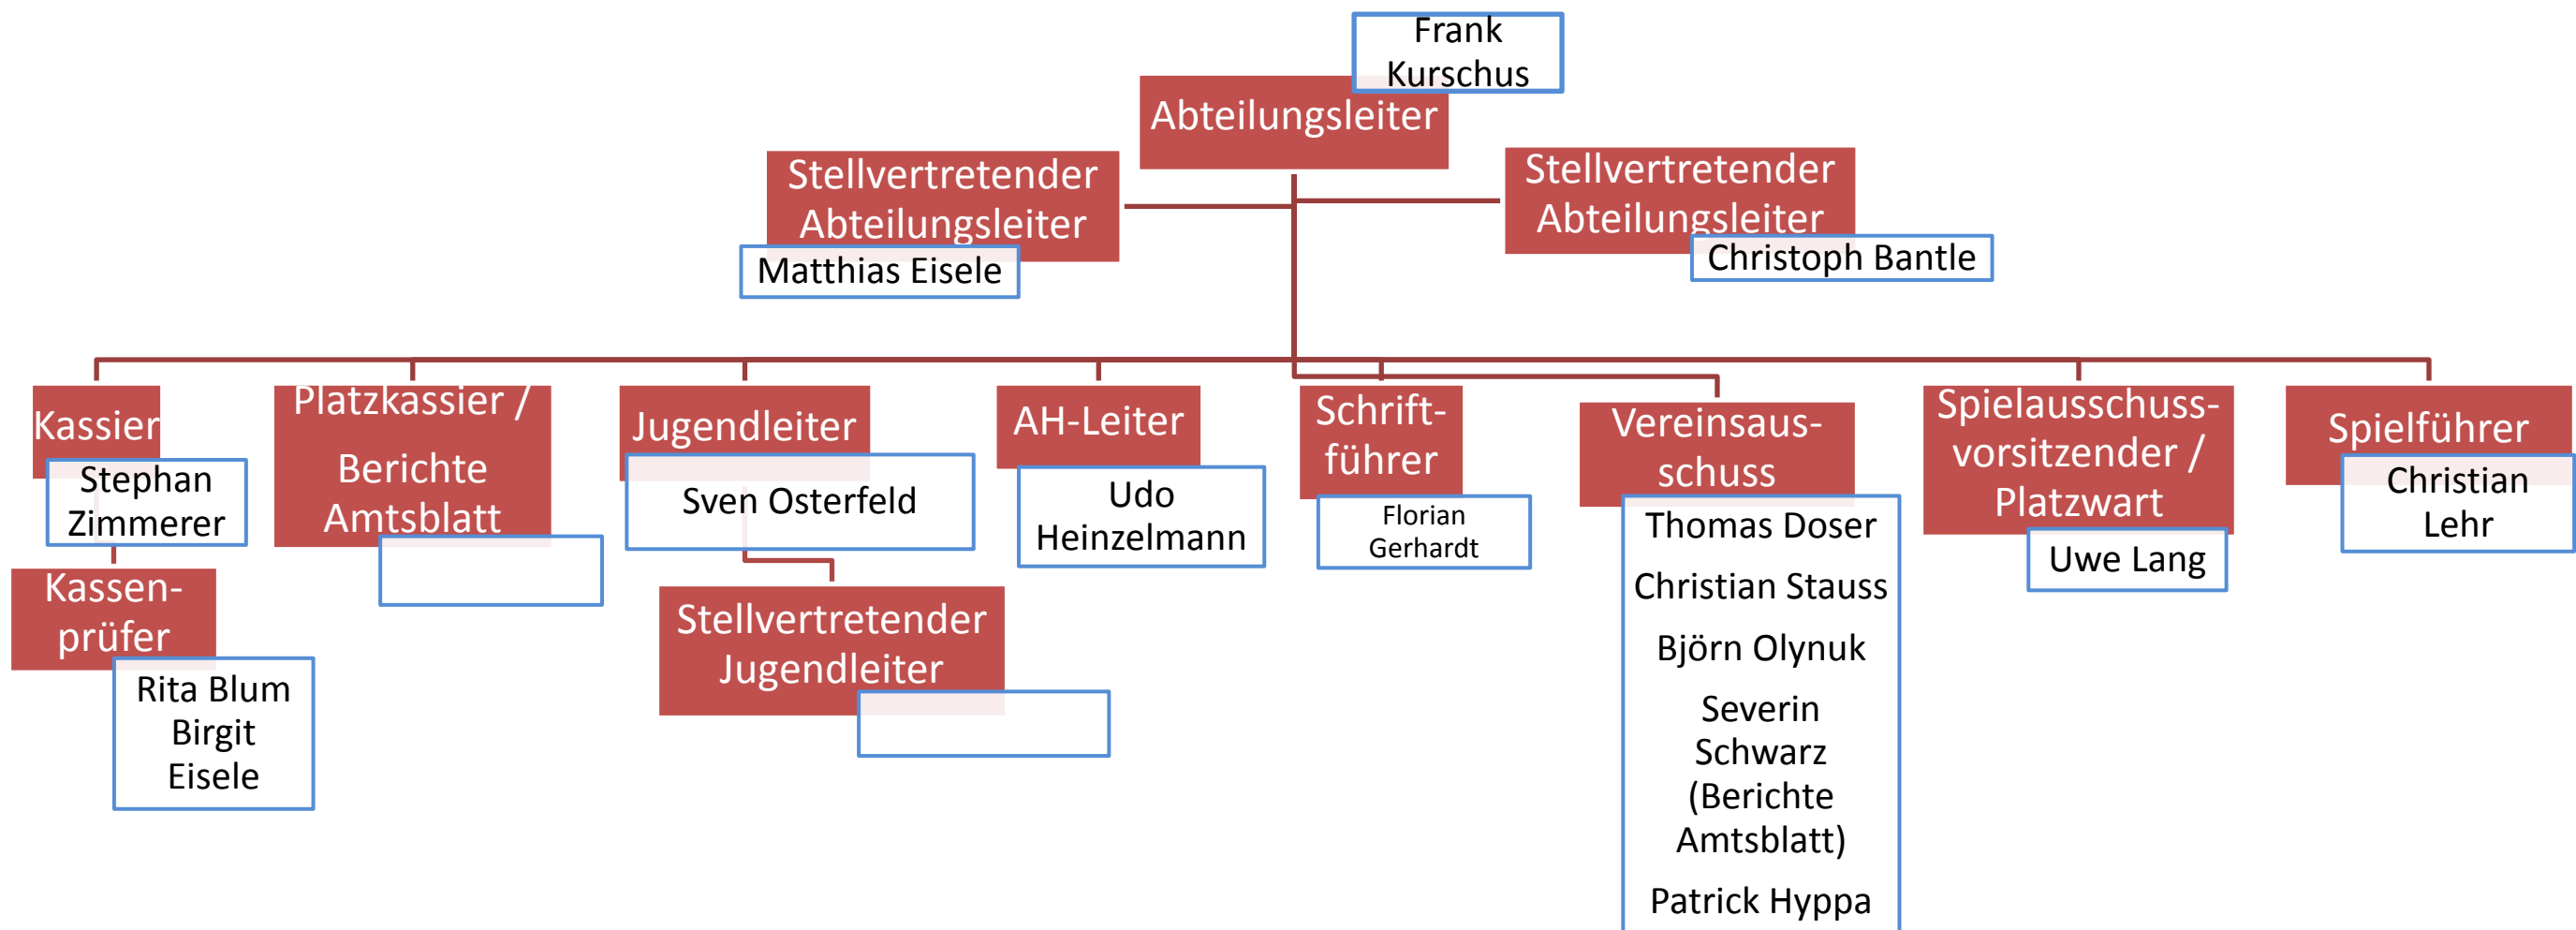 Frank
Kurschus
Abteilungsleiter
Stellvertretender
Abteilungsleiter
Matthias Eisele
Stellvertretender
Abteilungsleiter
Christoph Bantle
Kassier
Stephan
Zimmerer
Kassen-
prüfer
Rita Blum
Birgit
Eisele
Platzkassier /
Berichte
Amtsblatt
Jugendleiter
Sven Osterfeld
Stellvertretender
Jugendleiter
AH-Leiter
Udo
Heinzelmann
Schrift-
führer
Florian
Gerhardt
Vereinsaus-
schuss
Thomas Doser
Christian Stauss
Björn Olynuk
Severin
Schwarz
(Berichte
Amtsblatt)
Patrick Hyppa
Spielausschuss-
vorsitzender /
Platzwart
Uwe Lang
Spielführer
Christian
Lehr